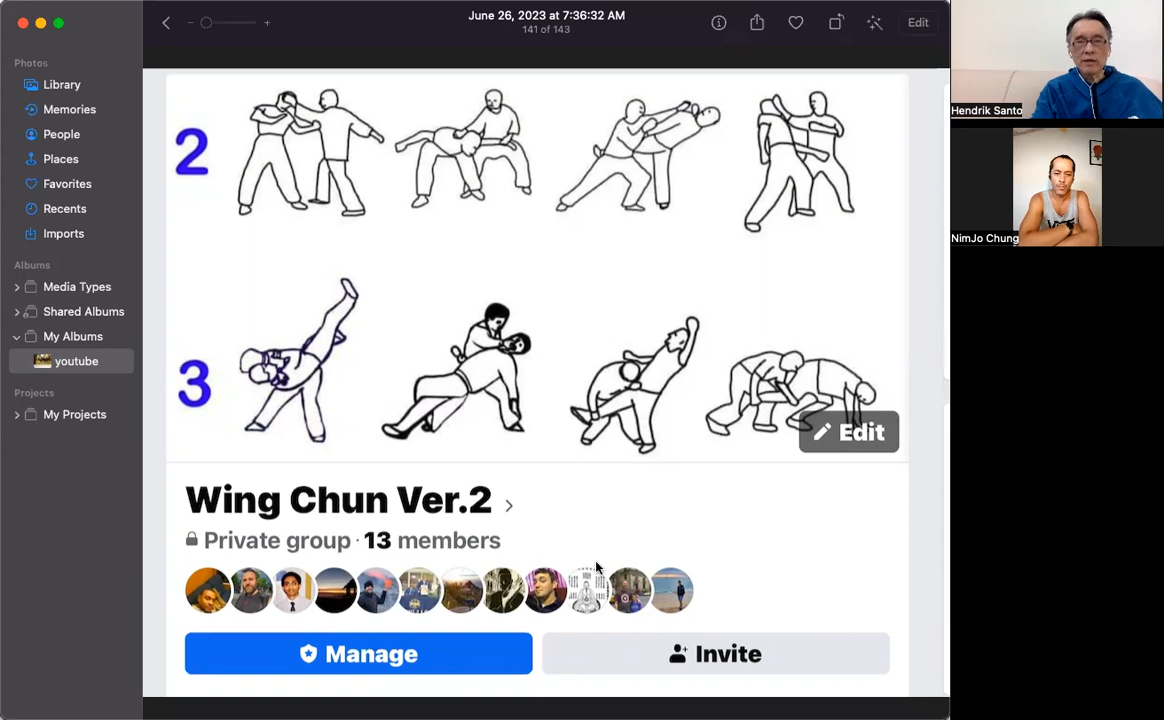 June 26, 2023 at 7:36:32 AM
141 of 143
Edit
Photos
Library
Memories
People
Places
Favorites
Recents
Imports
Albums
Media Types
Shared Albums
My Albums
youtube
Projects
My Projects
2
3
Edit
Wing Chun Ver.2
Private group · 13 members
Manage
Invite
Hendrik Santo
NimJo Chung